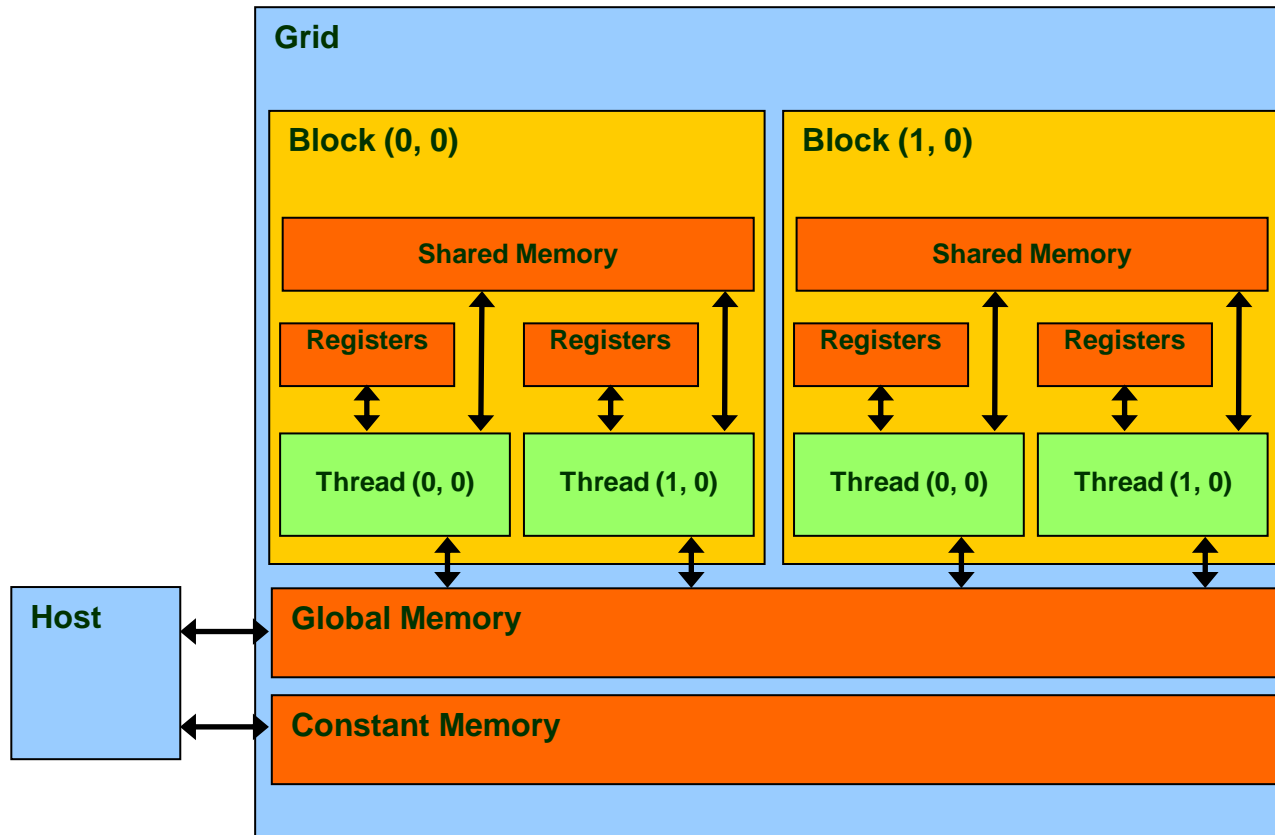 Grid
Block (0, 0)
Block (1, 0)
Shared Memory
Shared Memory
Registers
Registers
Registers
Registers
Thread (0, 0)
Thread (1, 0)
Thread (0, 0)
Thread (1, 0)
Host
Global Memory
Constant Memory